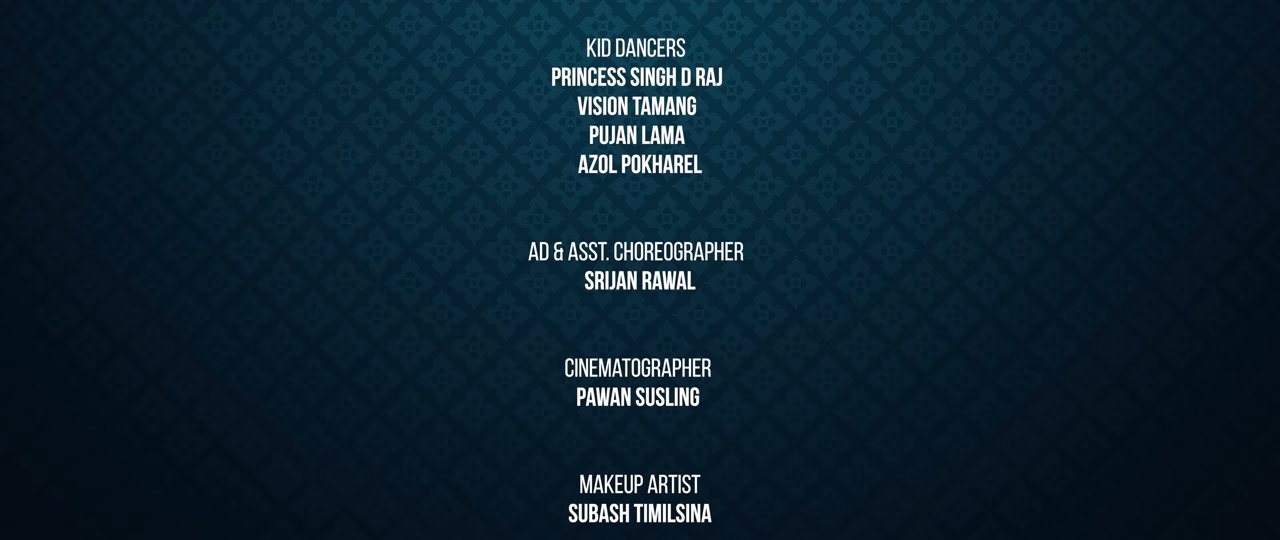 KID DANCERS
PRINCESS SINGH D RAJ
VISION TAMANG
PUJAN LAMA
AZOL POKHAREL
AD & ASST. CHOREOGRAPHER
SRIJAN RAWAL
CINEMATOGRAPHER
PAWAN SUSLING
MAKEUP ARTIST
SUBASH TIMILSINA